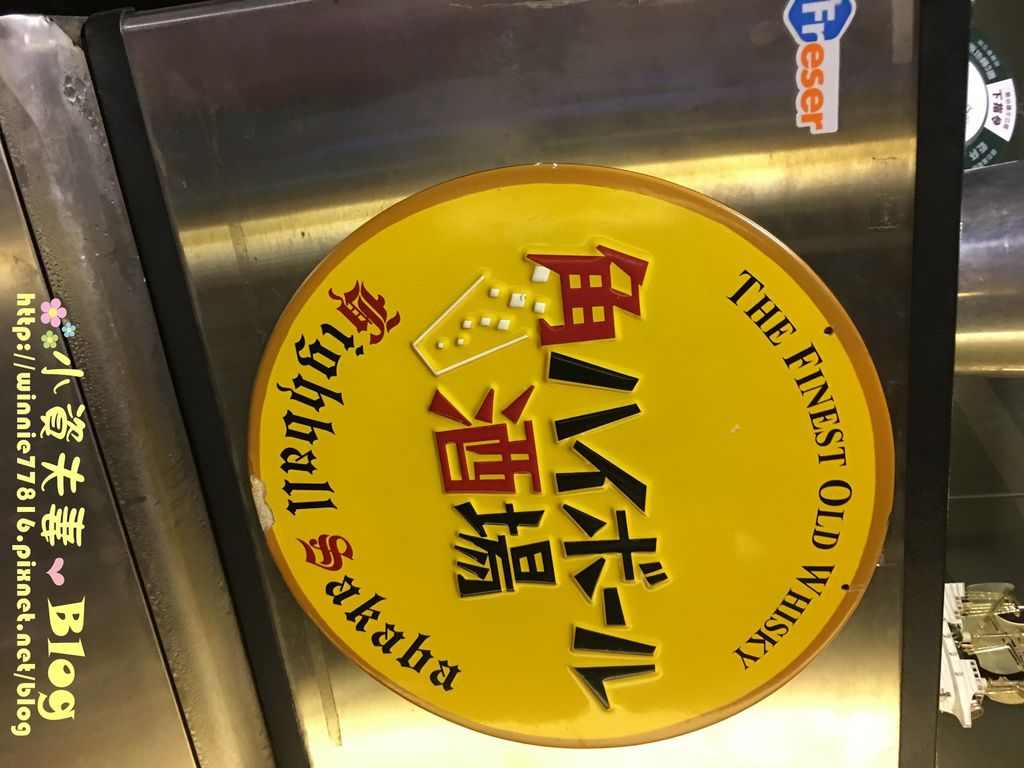 THE FINEST OLD WHISKY
角ハイボール
酒場
Highball Sakaba
Freser
小資夫妻 Blog
http://winnie77816.pixnet.net/blog